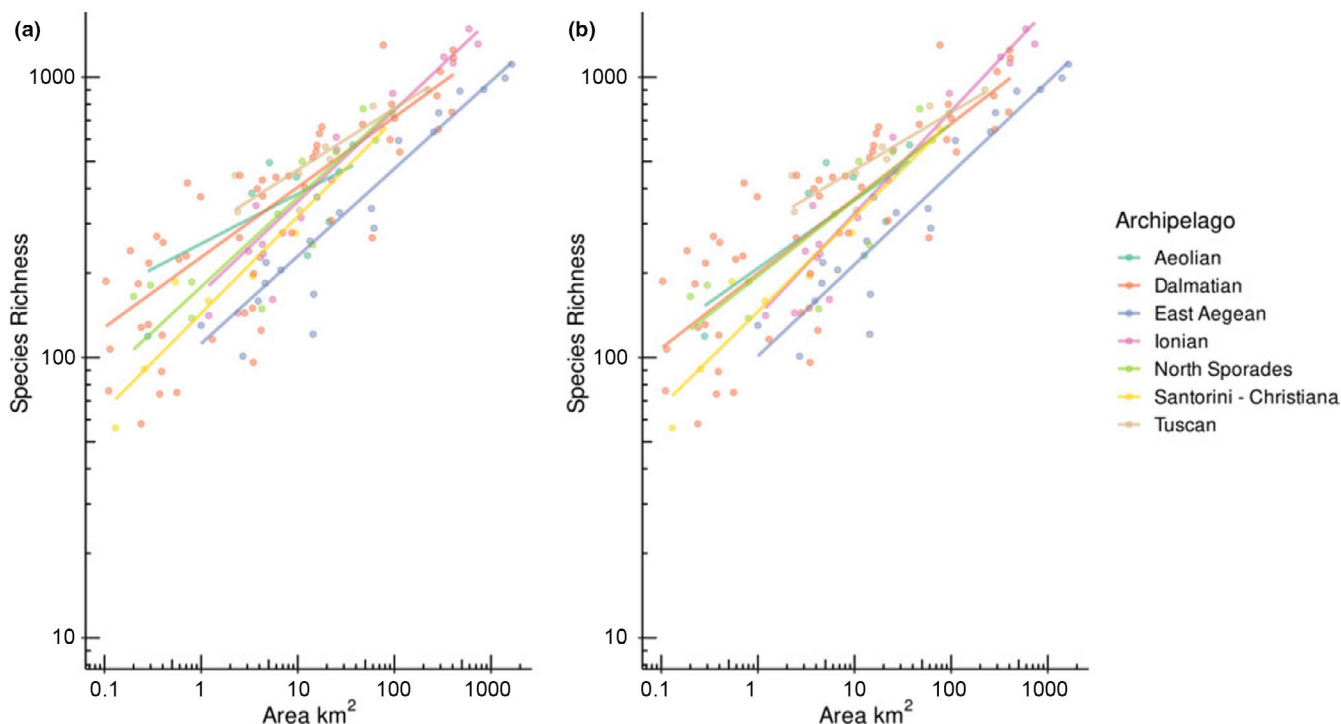 (a)
1000
100
10
Species Richness
0.1 1 10 100 1000
Area km²
(b)
1000
100
10
Species Richness
0.1 1 10 100 1000
Area km²
Archipelago
Aeolian
Dalmatian
East Aegean
Ionian
North Sporades
Santorini - Christiana
Tuscan